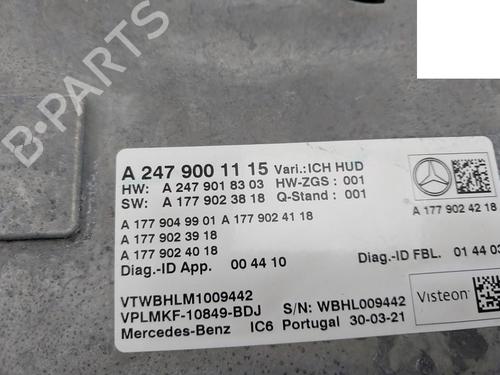 B-PARTS
A 247 900 11 15 Vari.: ICH HUD
HW: A 247 901 83 03 HW-ZGS : 001
SW: A 177 902 38 18 Q-Stand : 001
A 177 904 99 01 A 177 902 41 18
A 177 902 39 18
A 177 902 40 18
A 177 902 42 18
Diag.-ID App. 00 44 10
Diag.-ID FBL. 01 44 03
VTWBHLM1009442
VPLMKF-10849-BDJ S/N: WBHL009442
Mercedes-Benz IC6 Portugal 30-03-21
Visteon